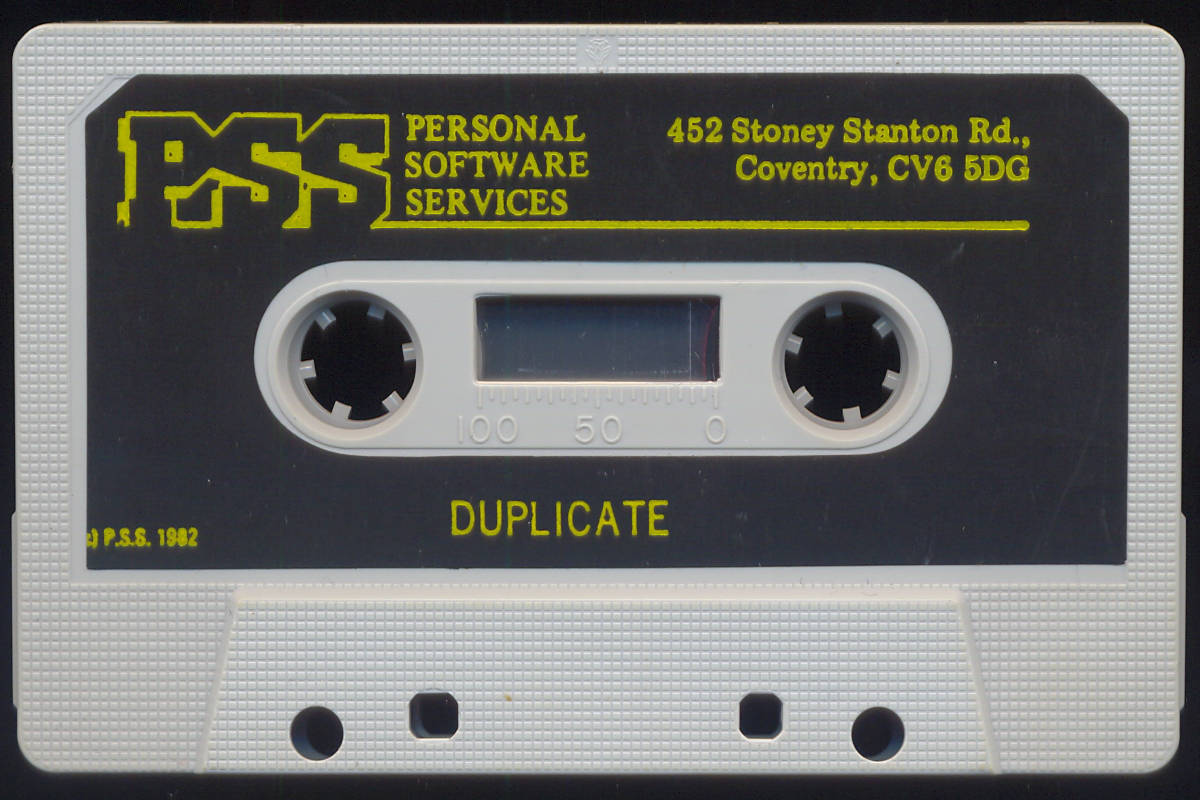 PSS
PERSONAL
SOFTWARE
SERVICES
452 Stoney Stanton Rd.,
Coventry, CV6 5DG
100 50 0
DUPLICATE
c) P.S.S. 1982